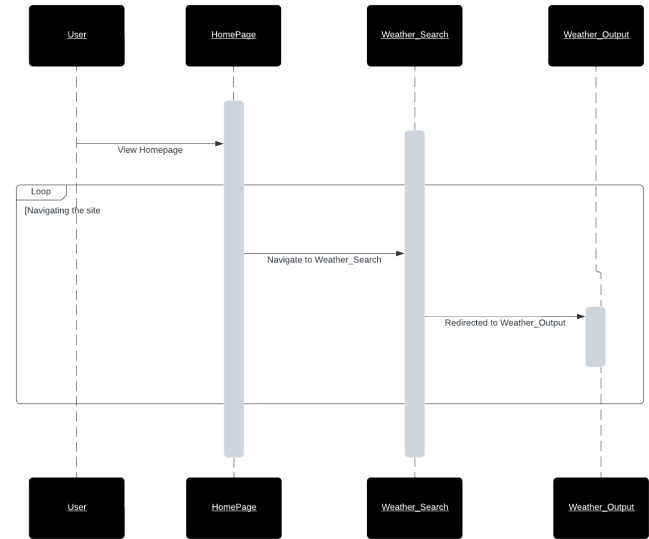 User
HomePage
Weather_Search
Weather_Output
View Homepage
Loop
[Navigating the site
Navigate to Weather_Search
Redirected to Weather_Output
User
HomePage
Weather_Search
Weather_Output